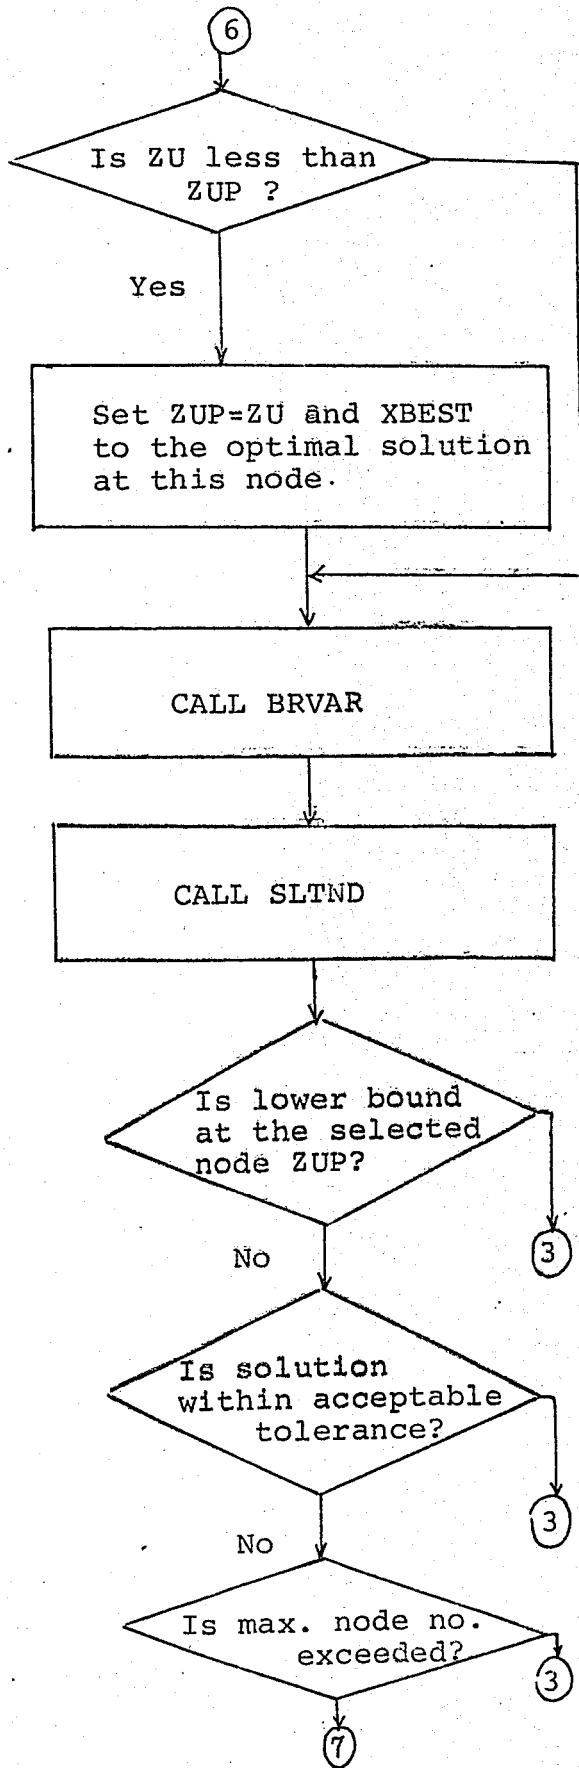 6
Is ZU less than
ZUP ?
Yes
Set ZUP=ZU and XBEST
to the optimal solution
at this node.
CALL BRVAR
CALL SLTND
Is lower bound
at the selected
node ZUP?
3
No
Is solution
within acceptable
tolerance?
3
No
Is max. node no.
exceeded?
3
7